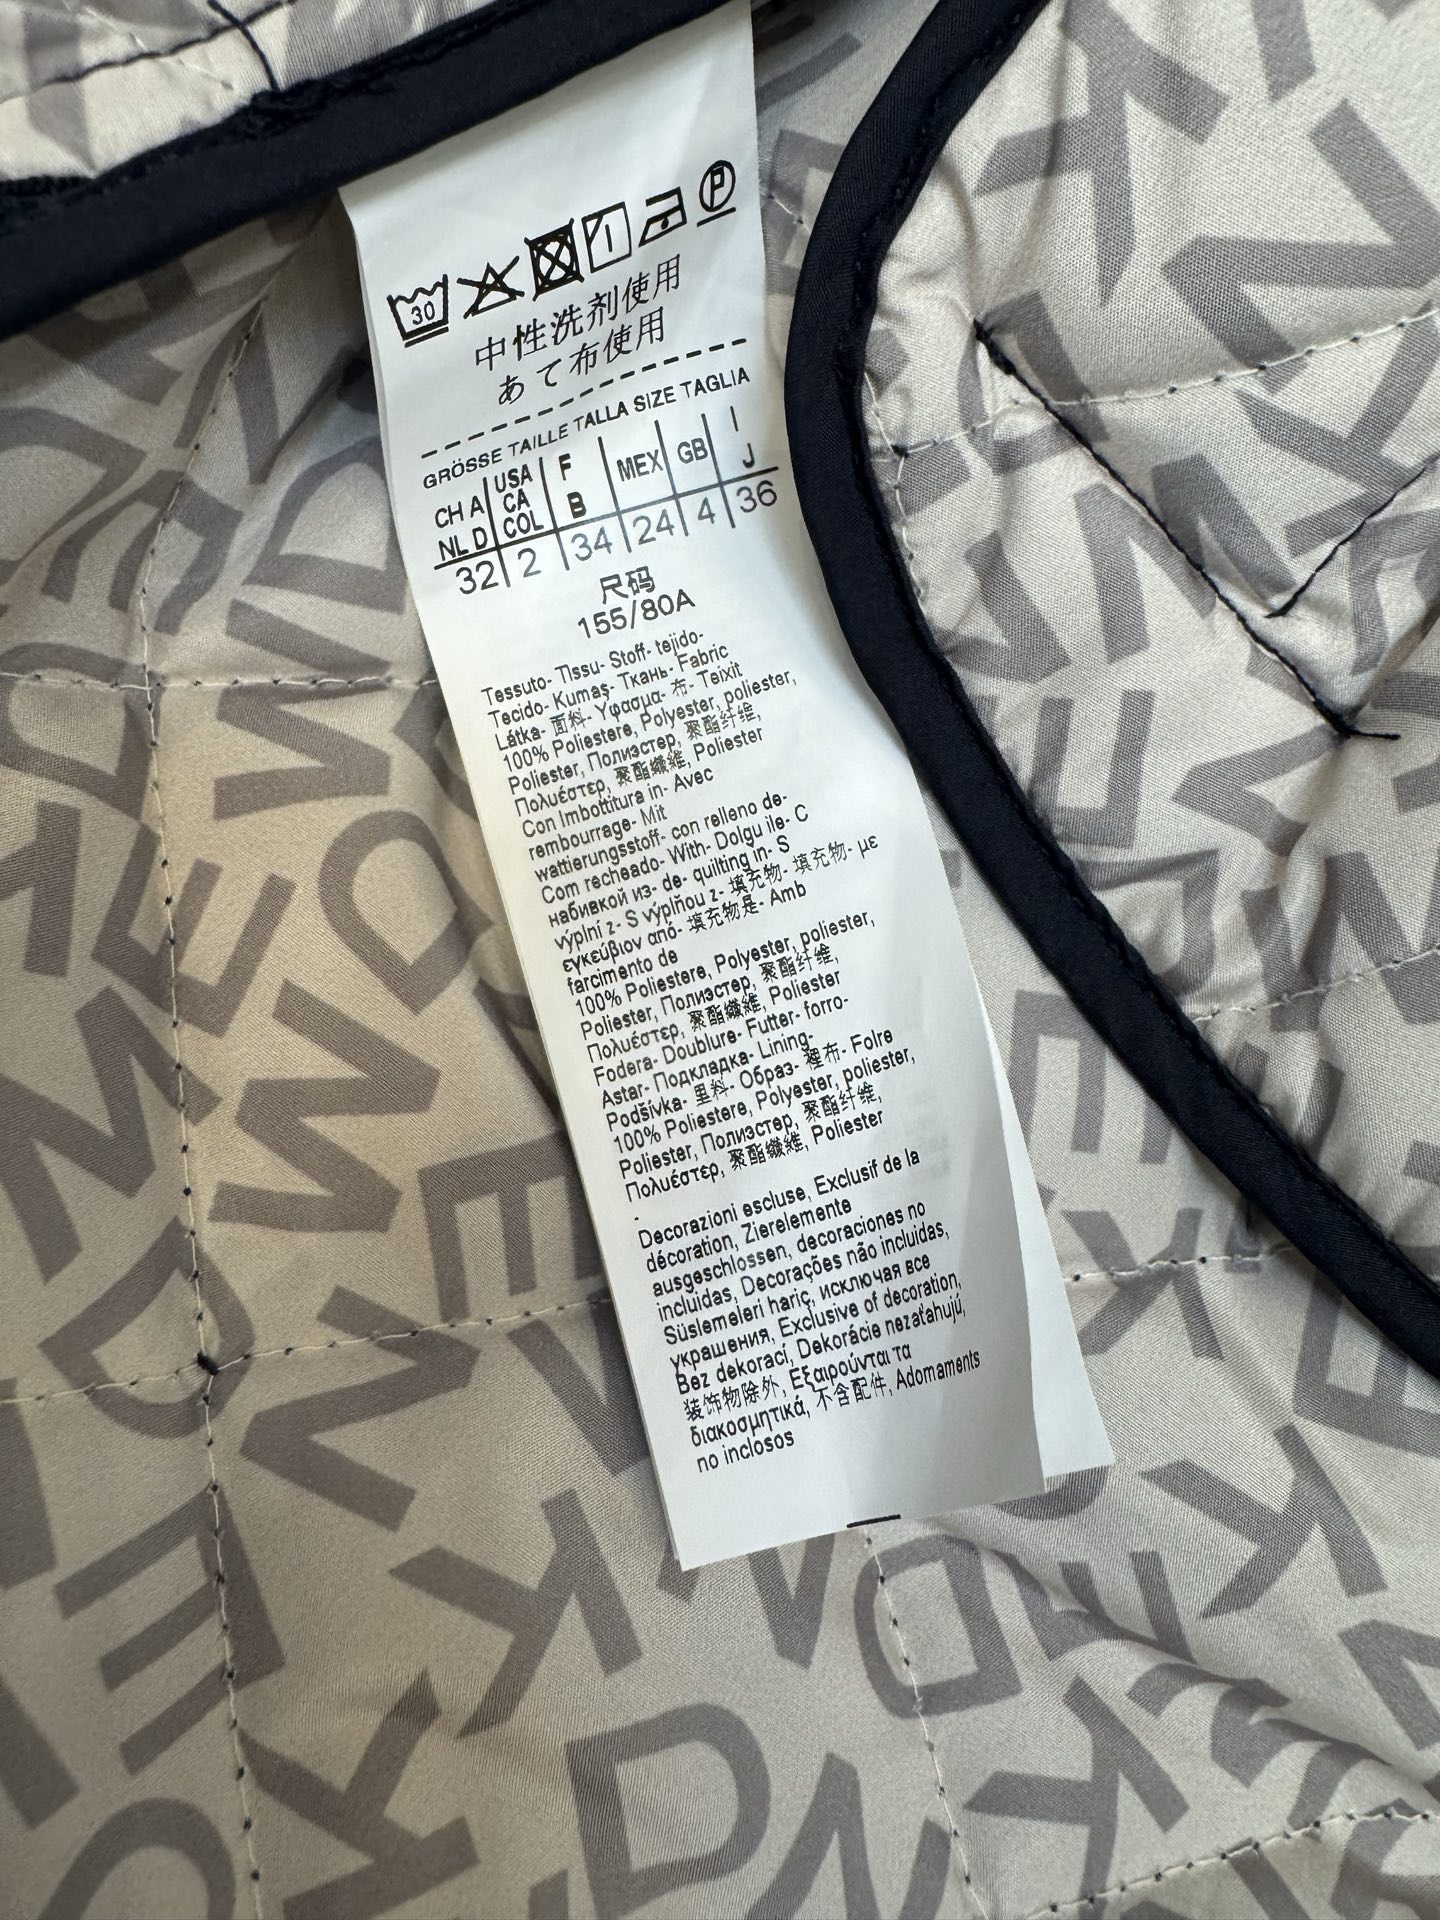 30
P
中性洗剤使用
あて布使用
GRÖSSE TAILLE TALLA SIZE TAGLIA
CH A NL D | USA CA COL | F B | MEX | GB | I J
32 | 2 | 34 | 24 | 4 | 36
尺码
155/80A
Tessuto- Tissu- Stoff- tejido-
Tecido- Kumaş- Ткань- Fabric
Látka- 面料- Υφασμα- 布- Teixit
100% Poliestere, Polyester, poliester,
Poliester, Полиэстер, 聚酯纤维,
Πολυέστερ, 聚酯纖維, Poliester
Con Imbottitura in- Avec
rembourrage- Mit
wattierungsstoff- con relleno de-
Com recheado- With- Dolgu ile- C
набивкой из- de- quilting in- S
výplní z- S výplňou z- 填充物- 填充物- με
εγκεύβιον από- 填充物是- Amb
farcimento de
100% Poliestere, Polyester, poliester,
Poliester, Полиэстер, 聚酯纤维,
Πολυέστερ, 聚酯纖維, Poliester
Fodera- Doublure- Futter- forro-
Astar- Подкладка- Lining-
Podšívka- 里料- Образ- 裡布- Folre
100% Poliestere, Polyester, poliester,
Poliester, Полиэстер, 聚酯纤维,
Πολυέστερ, 聚酯纖維, Poliester
.
Decorazioni escluse, Exclusif de la
décoration, Zierelemente
ausgeschlossen, decoraciones no
incluidas, Decorações não incluidas,
Süslemeleri hariç, исключая все
украшения, Exclusive of decoration,
Bez dekorací, Dekorácie nezaťahujú,
装饰物除外, Εξαιρούνται τα
διακοσμητικά, 不含配件, Adornaments
no inclosos